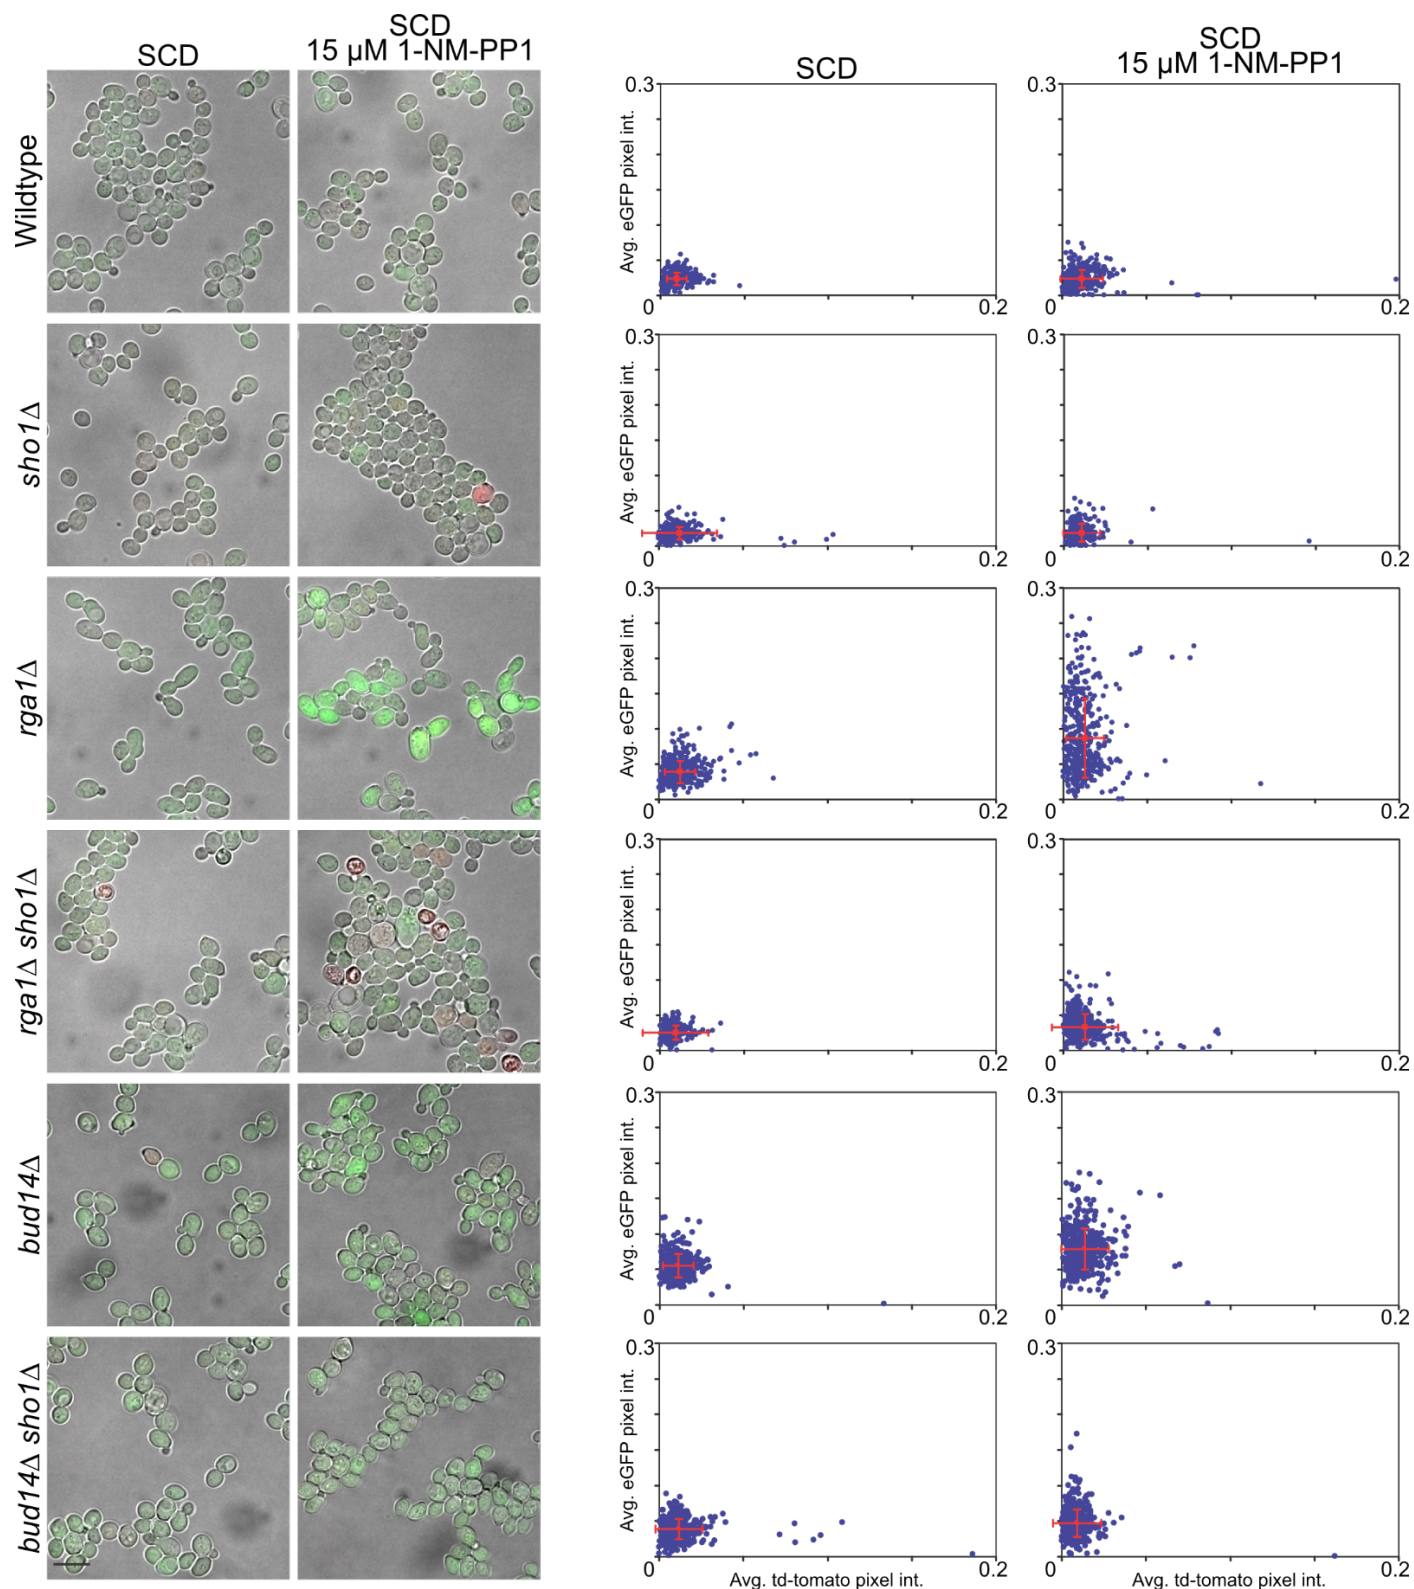 SCD
SCD
15 µM 1-NM-PP1
SCD
SCD
15 µM 1-NM-PP1
Wildtype
0.3
Avg. eGFP pixel int.
0
0.2
0.3
0
0.2
sho1Δ
0.3
Avg. eGFP pixel int.
0
0.2
0.3
0
0.2
rga1Δ
0.3
Avg. eGFP pixel int.
0
0.2
0.3
0
0.2
rga1Δ sho1Δ
0.3
Avg. eGFP pixel int.
0
0.2
0.3
0
0.2
bud14Δ
0.3
Avg. eGFP pixel int.
0
0.2
0.3
0
0.2
bud14Δ sho1Δ
0.3
Avg. eGFP pixel int.
0
0.2
0.3
0
0.2
Avg. td-tomato pixel int.
Avg. td-tomato pixel int.